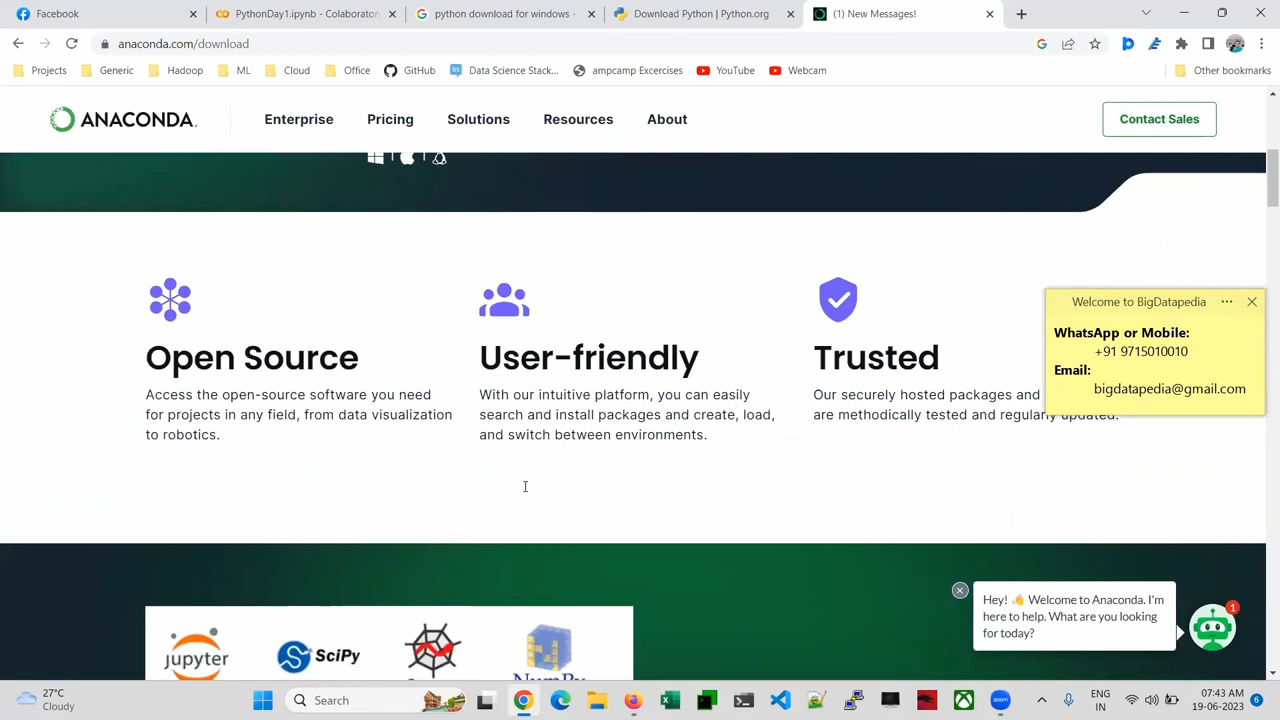 Facebook
PythonDay1.ipynb - Colaborator
python download for windows -
Download Python | Python.org
(1) New Messages!
anaconda.com/download
Projects
Generic
Hadoop
ML
Cloud
Office
GitHub
Data Science Stack...
ampcamp Excercises
YouTube
Webcam
Other bookmarks
ANACONDA.
Enterprise
Pricing
Solutions
Resources
About
Contact Sales
Open Source
Access the open-source software you need
for projects in any field, from data visualization
to robotics.
User-friendly
With our intuitive platform, you can easily
search and install packages and create, load,
and switch between environments.
Trusted
Our securely hosted packages and
are methodically tested and regularly updated.
Welcome to BigDatapedia
WhatsApp or Mobile:
+91 9715010010
Email:
bigdatapedia@gmail.com
Hey! 👋 Welcome to Anaconda. I'm
here to help. What are you looking
for today?
1
jupyter
SciPy
NumPy
27°C
Cloudy
Search
ENG
IN
07:43 AM
19-06-2023
6